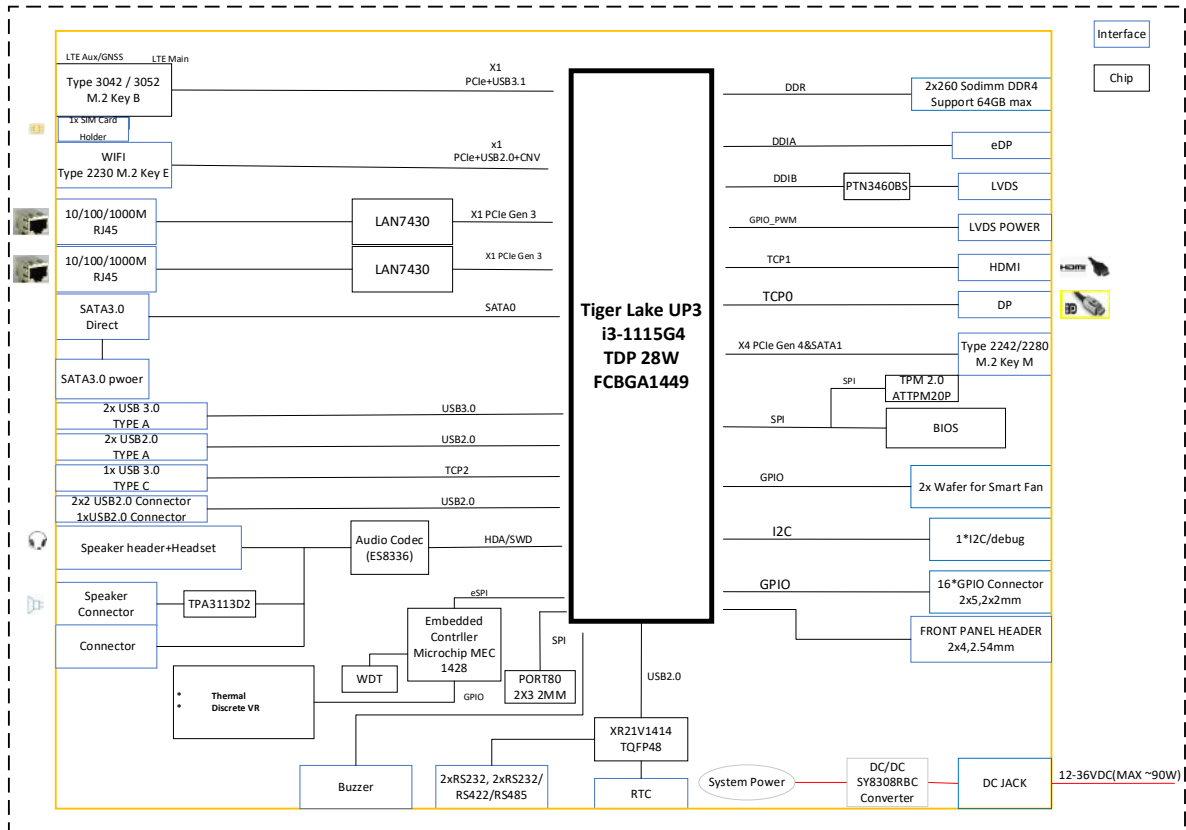 Interface
Chip
LTE Aux/GNSS
LTE Main
Type 3042 / 3052
M.2 Key B
X1
PCIe+USB3.1
1x SIM Card
Holder
WIFI
Type 2230 M.2 Key E
x1
PCIe+USB2.0+CNV
10/100/1000M
RJ45
LAN7430
X1 PCIe Gen 3
10/100/1000M
RJ45
LAN7430
X1 PCIe Gen 3
SATA3.0
Direct
SATA0
SATA3.0 pwoer
2x USB 3.0
TYPE A
USB3.0
2x USB2.0
TYPE A
USB2.0
1x USB 3.0
TYPE C
TCP2
2x2 USB2.0 Connector
1xUSB2.0 Connector
USB2.0
Speaker header+Headset
Audio Codec
(ES8336)
HDA/SWD
Speaker
Connector
TPA3113D2
Connector
eSPI
Embedded
Contrller
Microchip MEC
1428
WDT
GPIO
* Thermal
* Discrete VR
SPI
PORT80
2X3 2MM
Tiger Lake UP3
i3-1115G4
TDP 28W
FCBGA1449
DDR
2x260 Sodimm DDR4
Support 64GB max
DDIA
eDP
DDIB
PTN3460BS
LVDS
GPIO_PWM
LVDS POWER
TCP1
HDMI
HDMI
TCP0
DP
X4 PCIe Gen 4&SATA1
Type 2242/2280
M.2 Key M
SPI
TPM 2.0
ATTPM20P
SPI
BIOS
GPIO
2x Wafer for Smart Fan
I2C
1*I2C/debug
GPIO
16*GPIO Connector
2x5,2x2mm
FRONT PANEL HEADER
2x4,2.54mm
USB2.0
XR21V1414
TQFP48
Buzzer
2xRS232, 2xRS232/
RS422/RS485
RTC
System Power
DC/DC
SY8308RBC
Converter
DC JACK
12-36VDC(MAX ~90W)